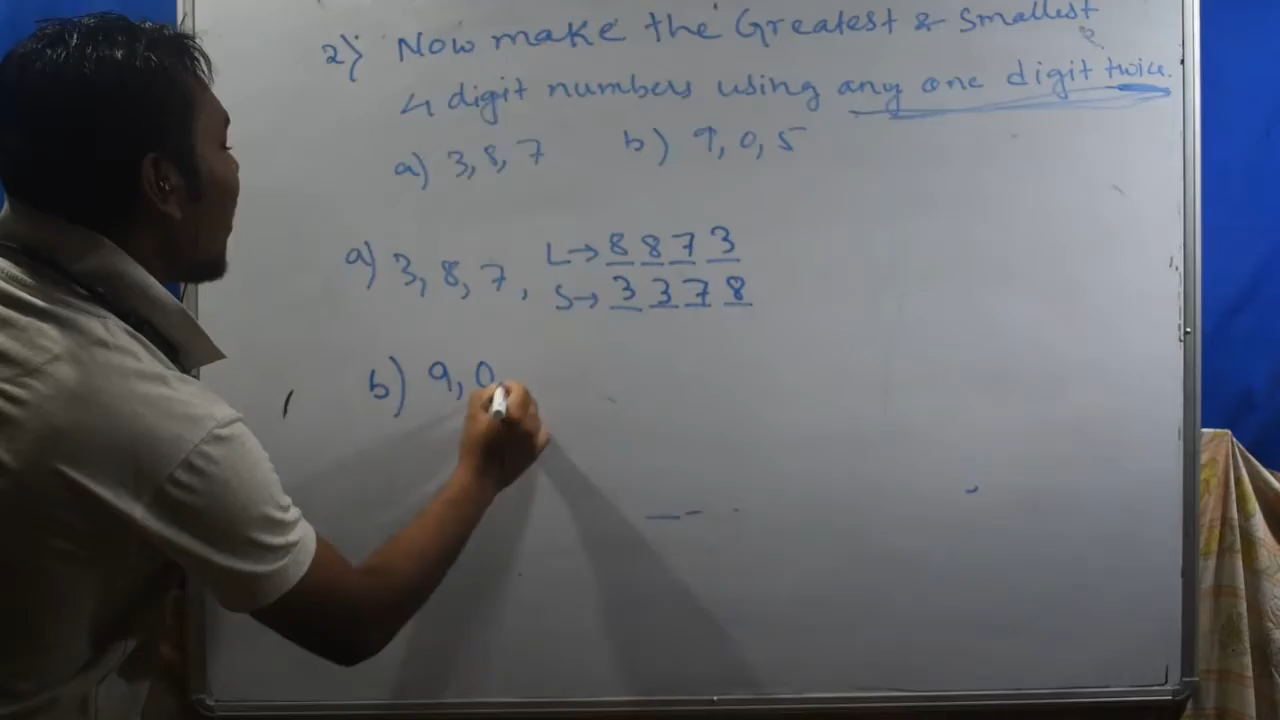 2) Now make the Greatest & Smallest
4 digit numbers using any one digit twice.
a) 3, 8, 7 b) 9, 0, 5
a) 3, 8, 7, L→ 8 8 7 3
S→ 3 3 7 8
b) 9, 0